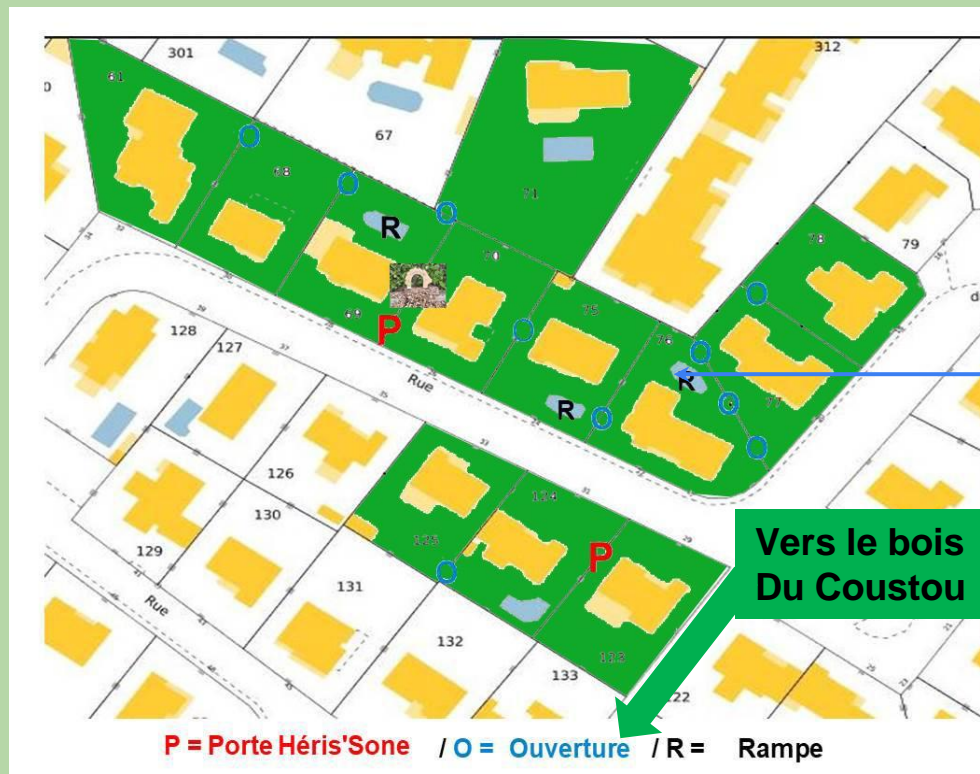 301
312
61
67
68
71
78
79
R
70
69
P
75
76
128
127
Rue
R
R
77
126
124
130
125
P
Vers le bois
Du Coustou
129
131
Rue
132
123
133
122
O O O O O O O O O O
P = Porte Héris'Sone / O = Ouverture / R = Rampe